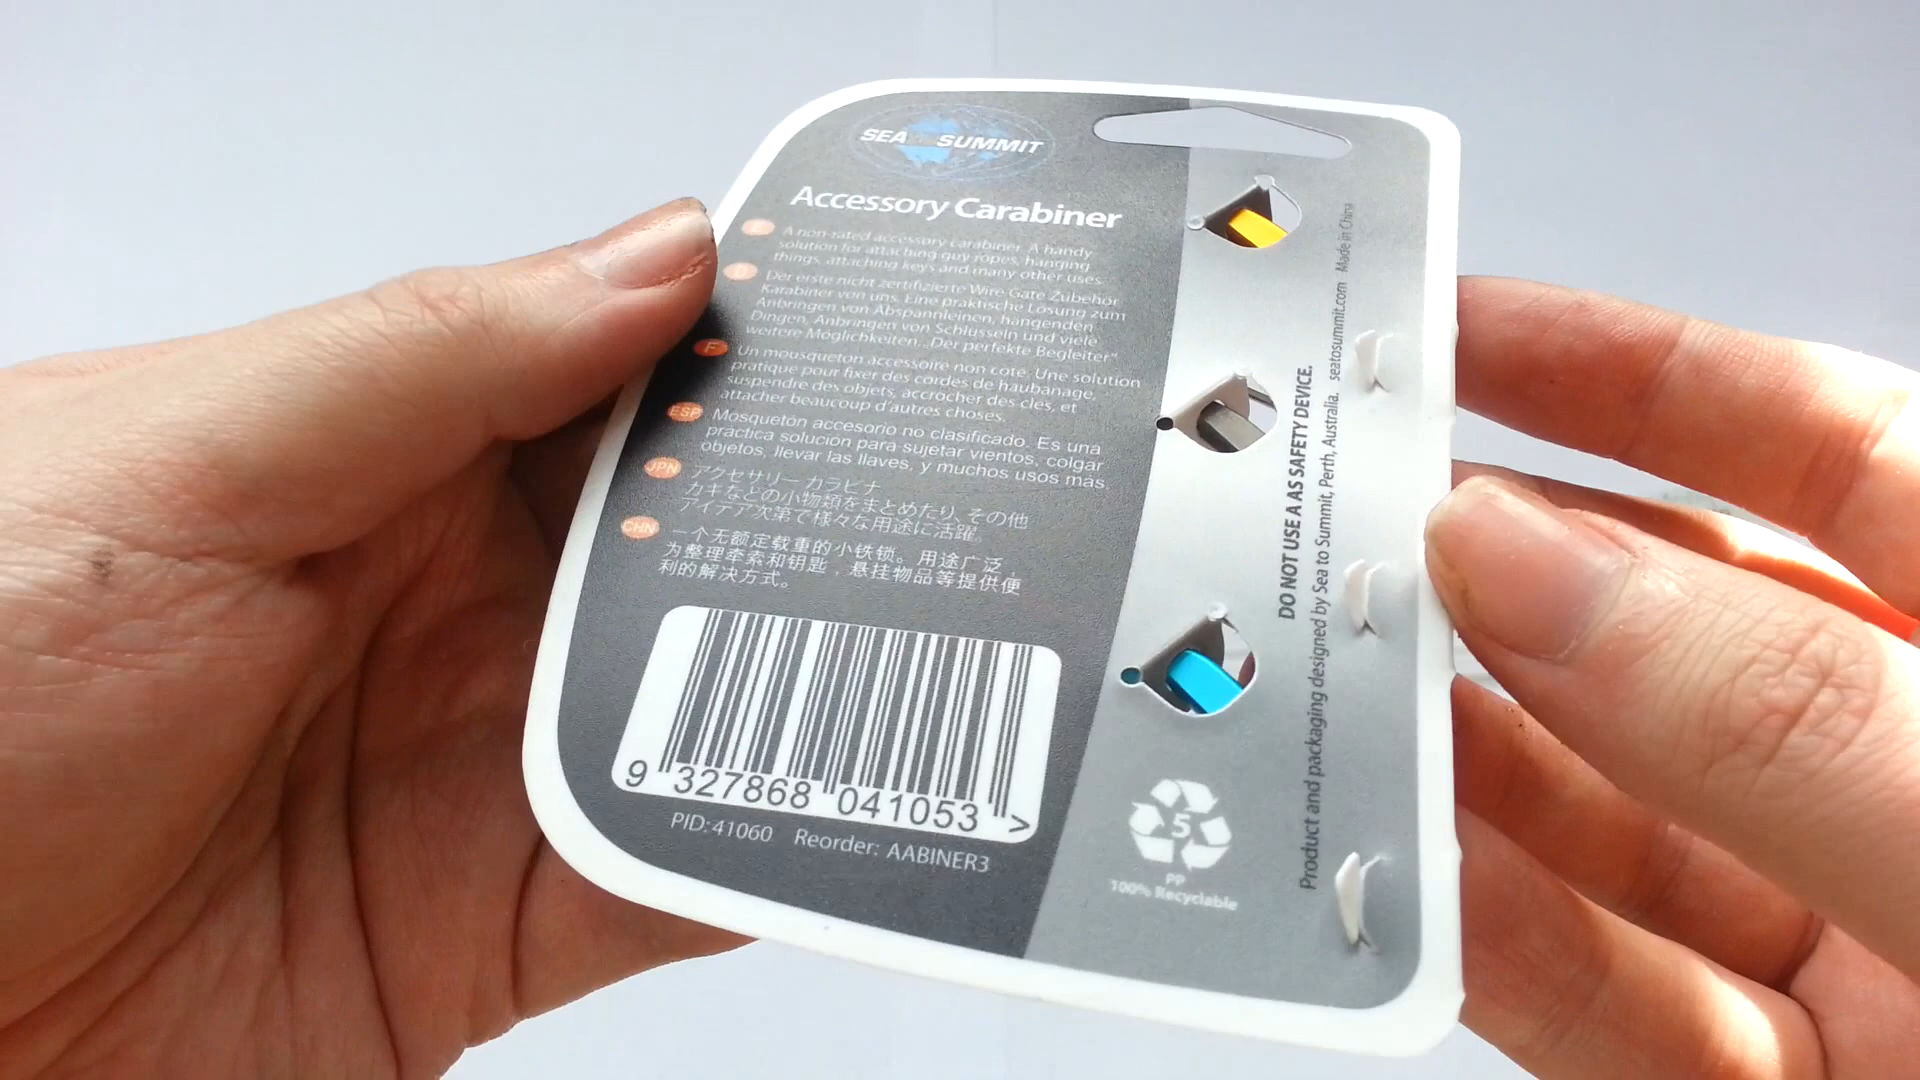 SEA SUMMIT
Accessory Carabiner
A non-rated accessory carabiner. A handy
solution for attaching guy ropes, hanging
things, attaching keys and many other uses.
D
Der erste nicht zertifizierte Wire Gate Zubehör
Karabiner von uns. Eine praktische Lösung zum
Anbringen von Abspannleinen, hängenden
Dingen, Anbringen von Schlüsseln und viele
weitere Möglichkeiten...Der perfekte Begleiter"
F
Un mousqueton accessoire non coté. Une solution
pratique pour fixer des cordes de haubanage,
suspendre des objets, accrocher des clés, et
attacher beaucoup d'autres choses.
ESP
Mosquetón accesorio no clasificado. Es una
práctica solución para sujetar vientos, colgar
objetos, llevar las llaves, y muchos usos más.
JPN
アクセサリー カラビナ
カギなどの小物類をまとめたり、その他
アイデア次第で様々な用途に活躍。
CHN
一个无额定载重的小铁锁。用途广泛，
为整理牵索和钥匙，悬挂物品等提供便
利的解决方式。
9 327868 041053 >
PID: 41060 Reorder: AABINER3
5
PP
100% Recyclable
DO NOT USE A AS SAFETY DEVICE.
Product and packaging designed by Sea to Summit, Perth, Australia. seatosummit.com Made in China